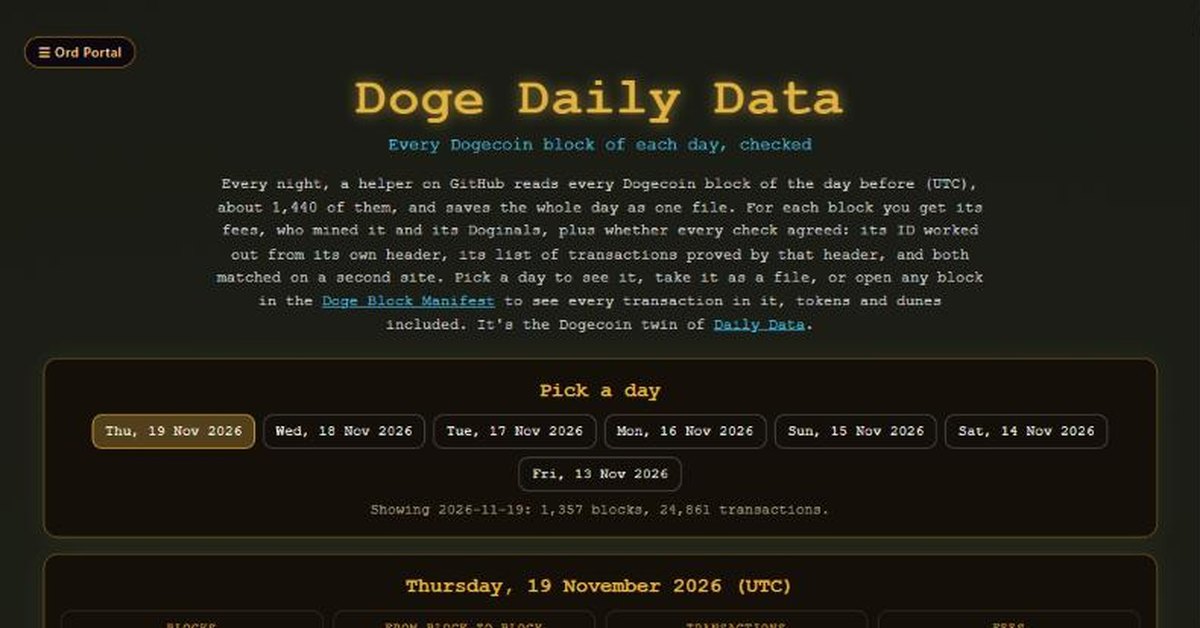 ☰ Ord Portal
Doge Daily Data
Every Dogecoin block of each day, checked
Every night, a helper on GitHub reads every Dogecoin block of the day before (UTC),
about 1,440 of them, and saves the whole day as one file. For each block you get its
fees, who mined it and its Doginals, plus whether every check agreed: its ID worked
out from its own header, its list of transactions proved by that header, and both
matched on a second site. Pick a day to see it, take it as a file, or open any block
in the Doge Block Manifest to see every transaction in it, tokens and dunes
included. It's the Dogecoin twin of Daily Data.
Pick a day
Thu, 19 Nov 2026 Wed, 18 Nov 2026 Tue, 17 Nov 2026 Mon, 16 Nov 2026 Sun, 15 Nov 2026 Sat, 14 Nov 2026
Fri, 13 Nov 2026
Showing 2026-11-19: 1,357 blocks, 24,861 transactions.
Thursday, 19 November 2026 (UTC)
BLOCKS FROM BLOCK TO BLOCK TRANSACTIONS FEES